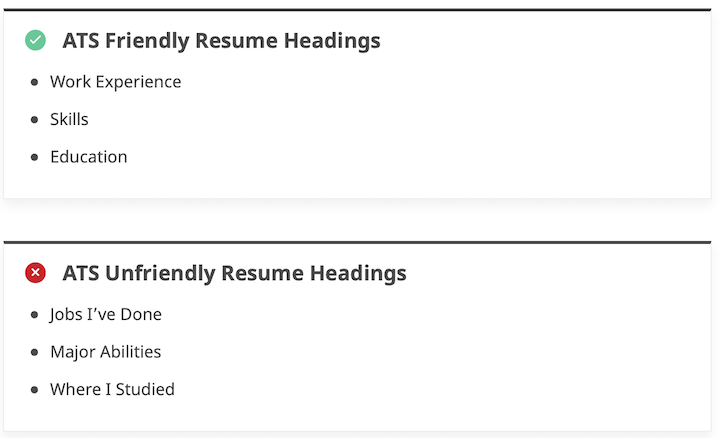 ATS Friendly Resume Headings
Work Experience
Skills
Education
ATS Unfriendly Resume Headings
Jobs I’ve Done
Major Abilities
Where I Studied